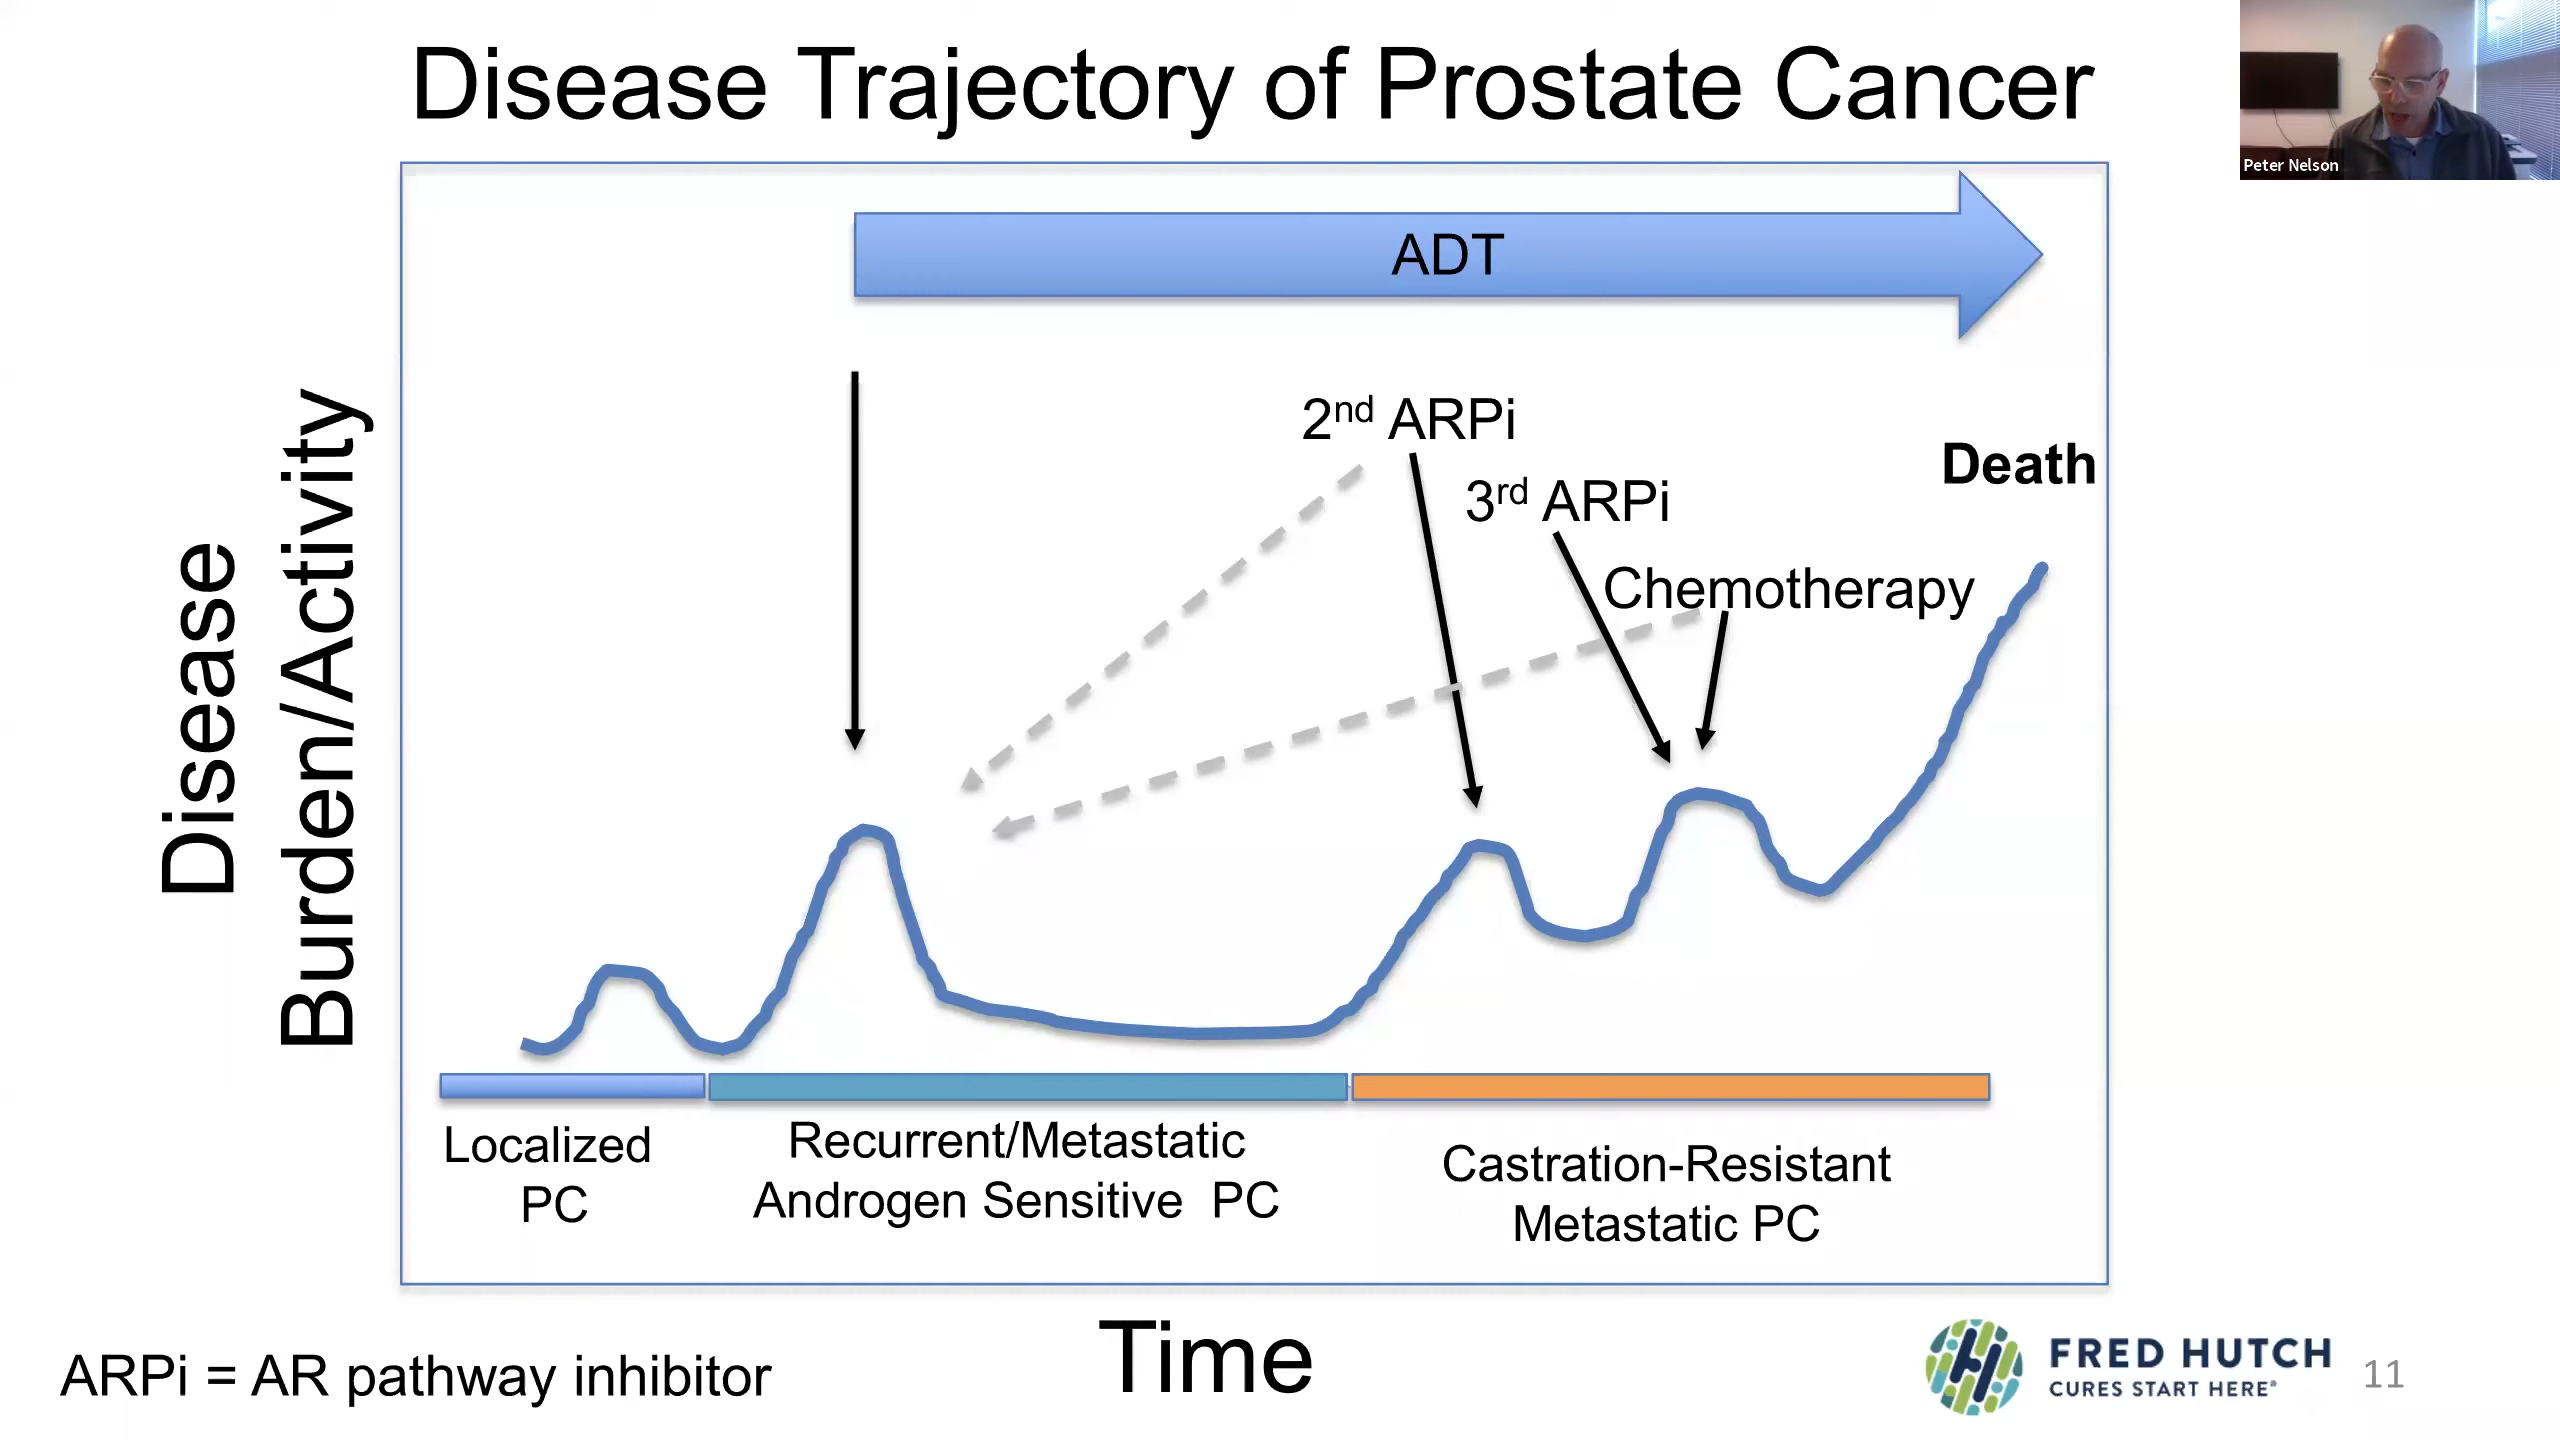 Disease Trajectory of Prostate Cancer
Peter Nelson
ADT
2nd ARPi
3rd ARPi
Death
Chemotherapy
Disease
Burden/Activity
Localized
PC
Recurrent/Metastatic
Androgen Sensitive PC
Castration-Resistant
Metastatic PC
Time
ARPi = AR pathway inhibitor
FRED HUTCH
CURES START HERE®
11